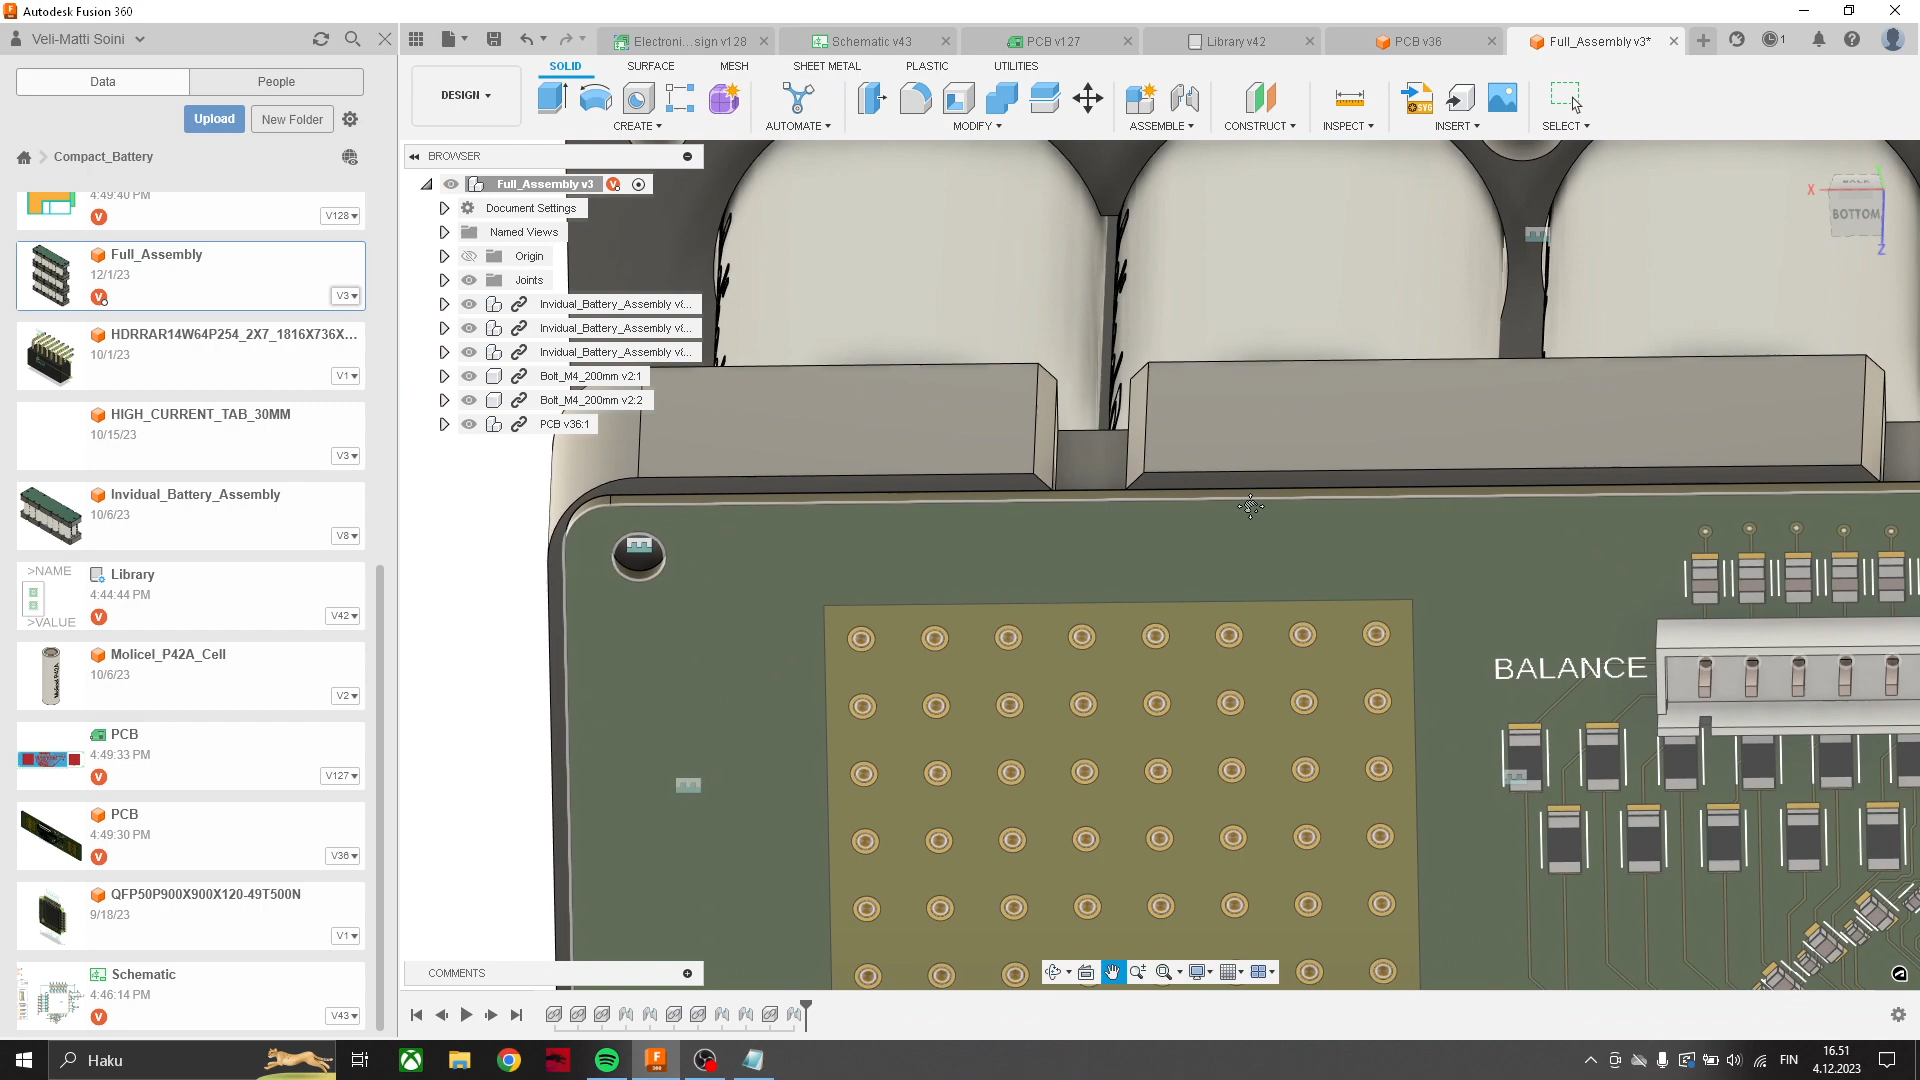 Autodesk Fusion 360
Veli-Matti Soini
Electroni...sign v128
Schematic v43
PCB v127
Library v42
PCB v36
Full_Assembly v3*
1
Data
People
Upload
New Folder
Compact_Battery
SOLID
SURFACE
MESH
SHEET METAL
PLASTIC
UTILITIES
DESIGN
CREATE
AUTOMATE
MODIFY
ASSEMBLE
CONSTRUCT
INSPECT
INSERT
SELECT
4:49:40 PM
V128
Full_Assembly
12/1/23
V3
HDRRAR14W64P254_2X7_1816X736X...
10/1/23
V1
HIGH_CURRENT_TAB_30MM
10/15/23
V3
Invidual_Battery_Assembly
10/6/23
V8
>NAME
>VALUE
Library
4:44:44 PM
V42
Molicel_P42A_Cell
10/6/23
V2
PCB
4:49:33 PM
V127
PCB
4:49:30 PM
V36
QFP50P900X900X120-49T500N
9/18/23
V1
Schematic
4:46:14 PM
V43
BROWSER
Full_Assembly v3
Document Settings
Named Views
Origin
Joints
Invidual_Battery_Assembly v(...
Invidual_Battery_Assembly v(...
Invidual_Battery_Assembly v(...
Bolt_M4_200mm v2:1
Bolt_M4_200mm v2:2
PCB v36:1
BOTTOM
X
Z
BALANCE
COMMENTS
Haku
FIN
16.51
4.12.2023